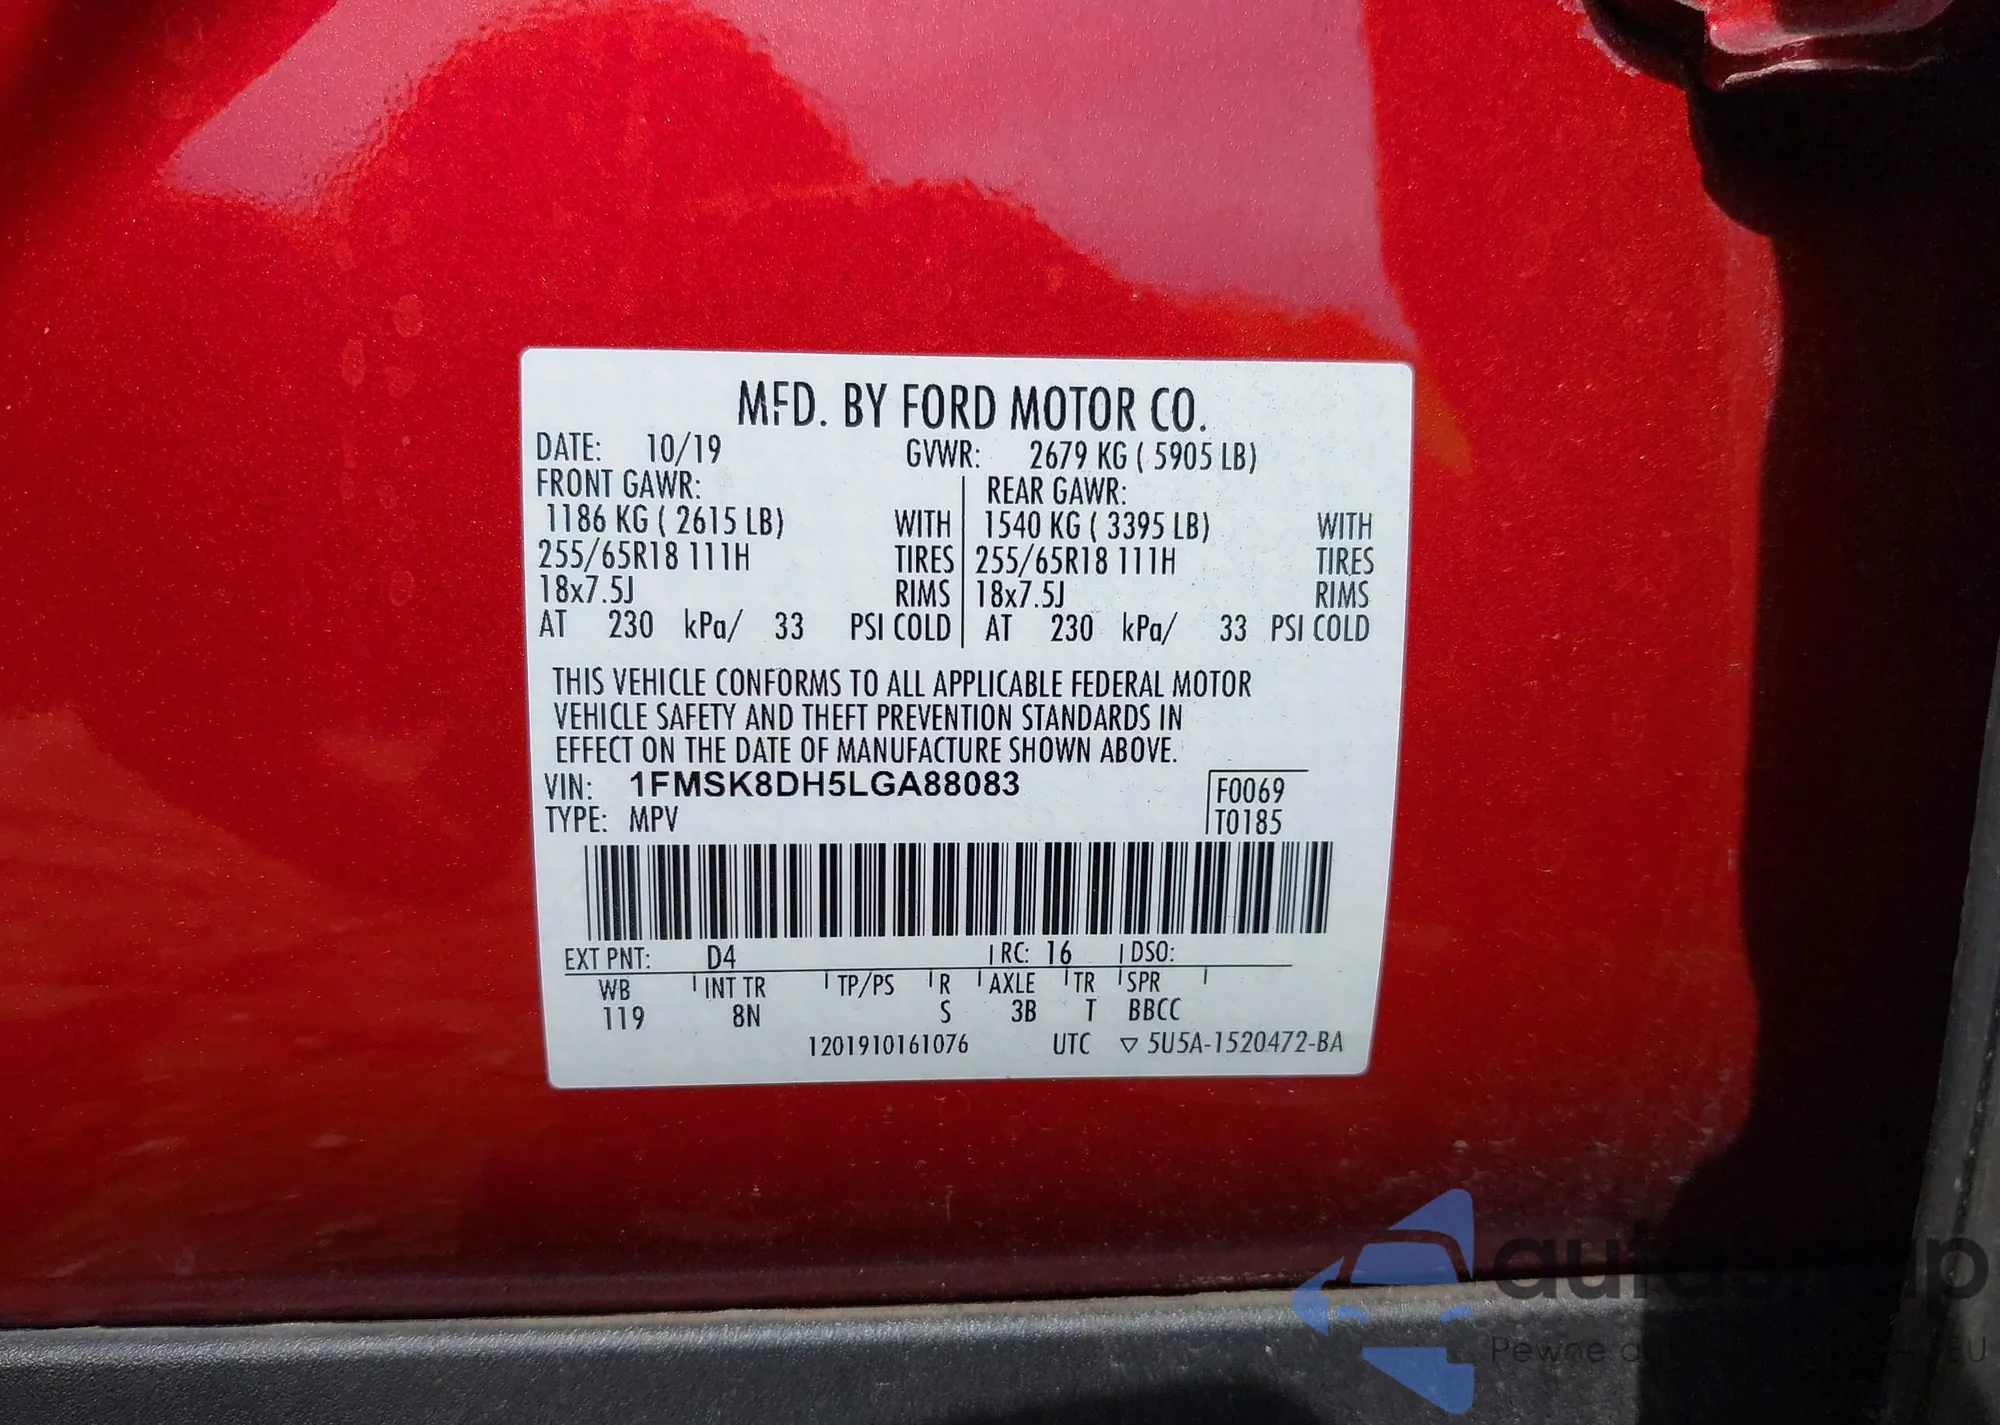 MFD. BY FORD MOTOR CO.
DATE: 10/19 GVWR: 2679 KG ( 5905 LB)
FRONT GAWR: REAR GAWR:
1186 KG ( 2615 LB) WITH 1540 KG ( 3395 LB) WITH
255/65R18 111H TIRES 255/65R18 111H TIRES
18x7.5J RIMS 18x7.5J RIMS
AT 230 kPa/ 33 PSI COLD AT 230 kPa/ 33 PSI COLD
THIS VEHICLE CONFORMS TO ALL APPLICABLE FEDERAL MOTOR
VEHICLE SAFETY AND THEFT PREVENTION STANDARDS IN
EFFECT ON THE DATE OF MANUFACTURE SHOWN ABOVE.
VIN: 1FMSK8DH5LGA88083 F0069
TYPE: MPV T0185
EXT PNT: D4 RC: 16 DSO:
WB INT TR TP/PS R AXLE TR SPR
119 8N S 3B T BBCC
1201910161076 UTC ▽ 5U5A-1520472-BA
Pewne